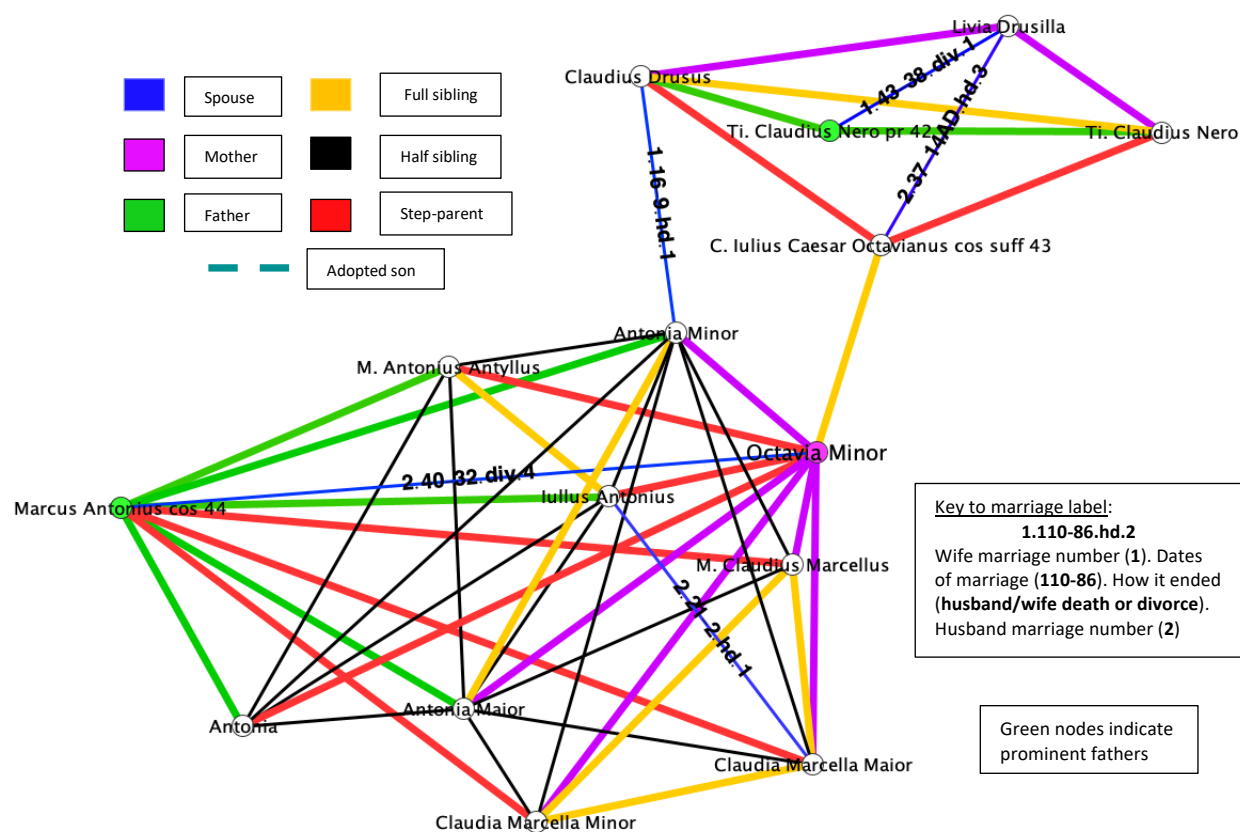 Livia Drusilla
Claudius Drusus
1.43-38.div.1
Ti. Claudius Nero pr 42
Ti. Claudius Nero
2.37-14AD.hd.3
1.16-9.hd.1
C. Iulius Caesar Octavianus cos suff 43
Spouse
Full sibling
Mother
Half sibling
Father
Step-parent
Adopted son
Antonia Minor
M. Antonius Antyllus
Octavia Minor
2.40-32.div.4
Iullus Antonius
Marcus Antonius cos 44
M. Claudius Marcellus
2.21-2.hd.1
Antonia Maior
Antonia
Claudia Marcella Maior
Claudia Marcella Minor
Key to marriage label:
1.110-86.hd.2
Wife marriage number (1). Dates
of marriage (110-86). How it ended
(husband/wife death or divorce).
Husband marriage number (2)
Green nodes indicate
prominent fathers